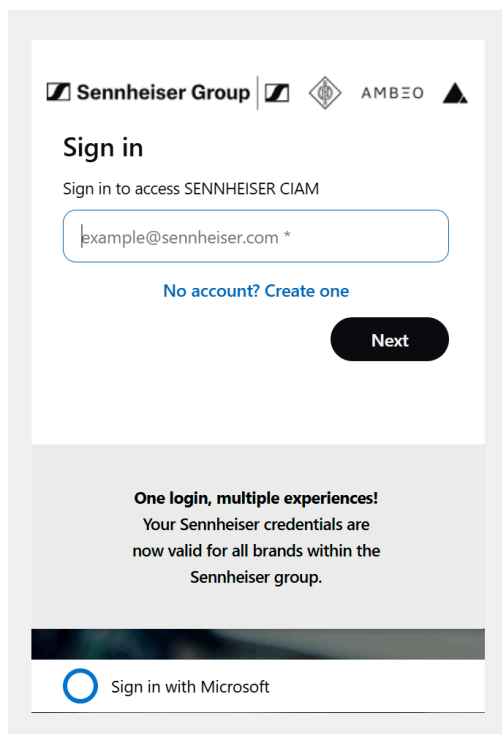 Sennheiser Group
AMBEO
Sign in
Sign in to access SENNHEISER CIAM
example@sennheiser.com *
No account? Create one
Next
One login, multiple experiences!
Your Sennheiser credentials are
now valid for all brands within the
Sennheiser group.
Sign in with Microsoft